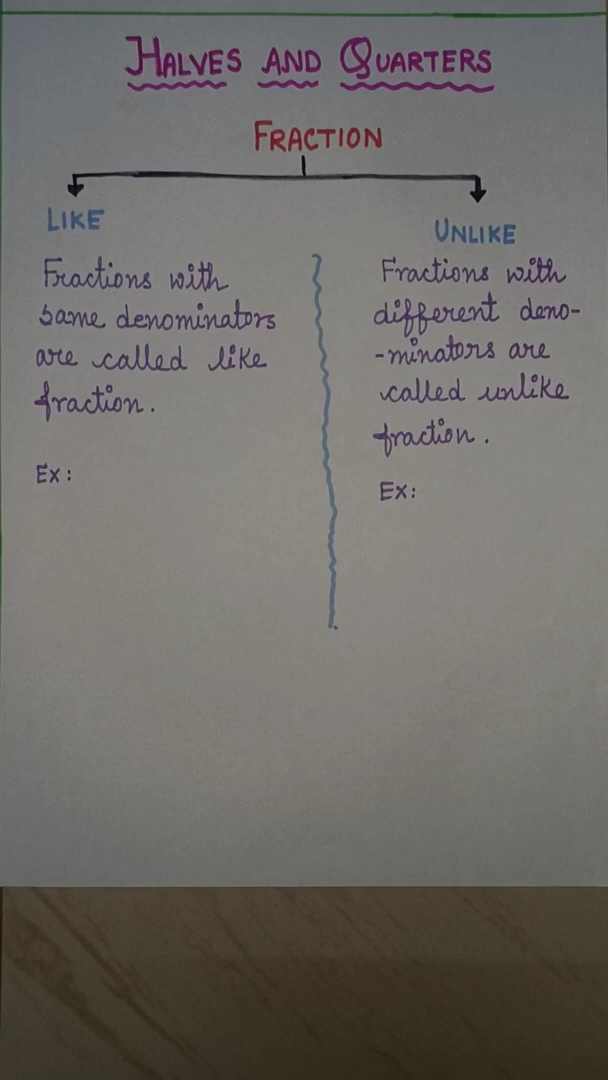 HALVES AND QUARTERS
FRACTION
LIKE
Fractions with
same denominators
are called like
fraction.
Ex:
UNLIKE
Fractions with
different deno-
-minators are
called unlike
fraction.
Ex: